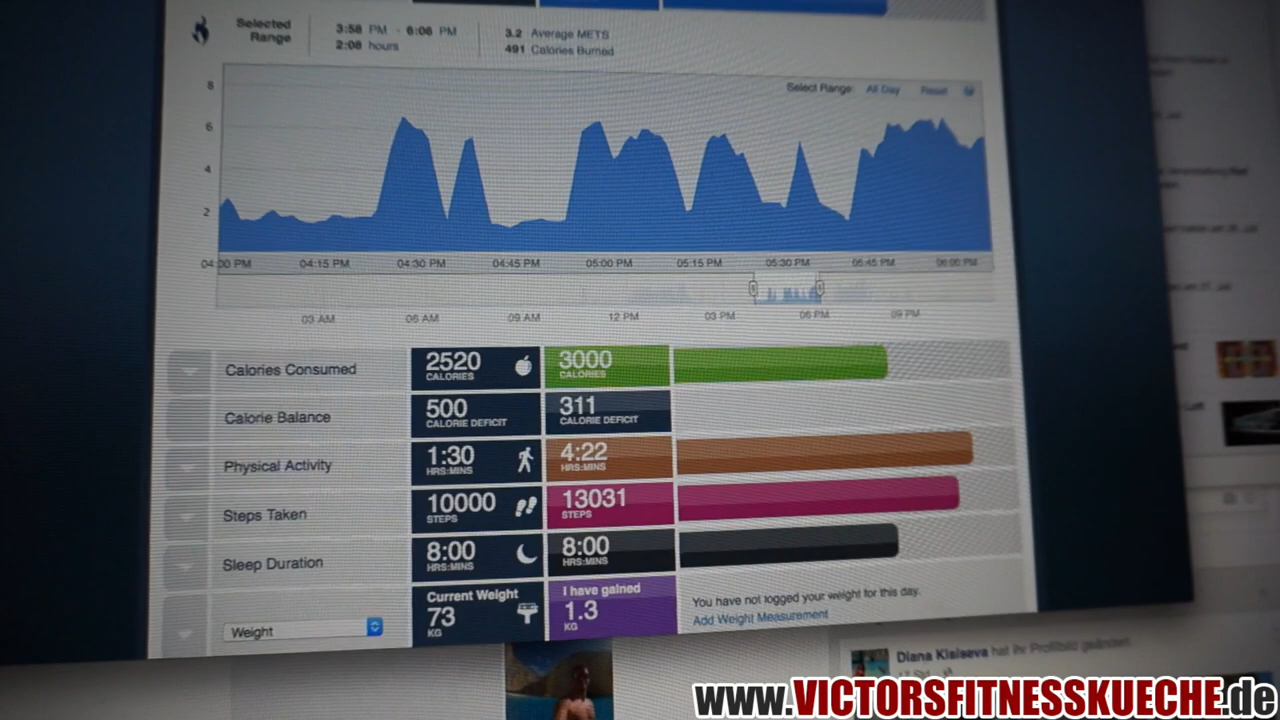 Selected Range
3:58 PM - 6:06 PM
2:08 hours
3.2 Average METS
491 Calories Burned
Select Range: All Day Reset
8
6
4
2
04:00 PM 04:15 PM 04:30 PM 04:45 PM 05:00 PM 05:15 PM 05:30 PM 05:45 PM 06:00 PM
03 AM 06 AM 09 AM 12 PM 03 PM 06 PM 09 PM
Calories Consumed 2520 CALORIES 3000 CALORIES
Calorie Balance 500 CALORIE DEFICIT 311 CALORIE DEFICIT
Physical Activity 1:30 HRS:MINS 4:22 HRS:MINS
Steps Taken 10000 STEPS 13031 STEPS
Sleep Duration 8:00 HRS:MINS 8:00 HRS:MINS
Weight Current Weight 73 KG I have gained 1.3 KG
You have not logged your weight for this day.
Add Weight Measurement
Diana Kiaiseva hat ihr Profilbild geändert
www.VICTORSFITNESSKUECHE.de